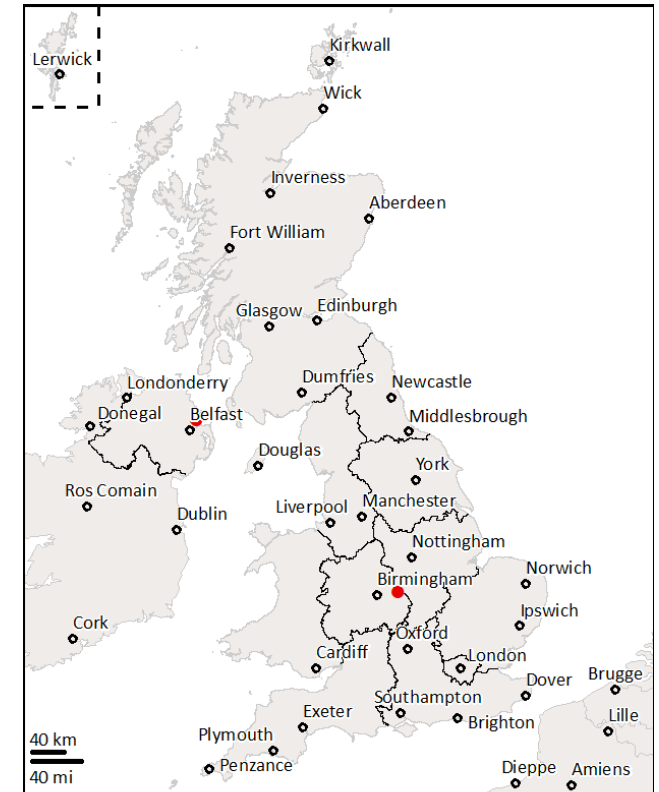 Kirkwall
Lerwick
Wick
Inverness
Aberdeen
Fort William
Edinburgh
Glasgow
Dumfries
Londonderry
Newcastle
Donegal
Belfast
Middlesbrough
Douglas
York
Ros Comain
Manchester
Liverpool
Dublin
Nottingham
Norwich
Birmingham
Ipswich
Cork
Oxford
Cardiff
London
Brugge
Dover
Southampton
Exeter
Lille
Brighton
Plymouth
40 km
Penzance
Dieppe
Amiens
40 mi